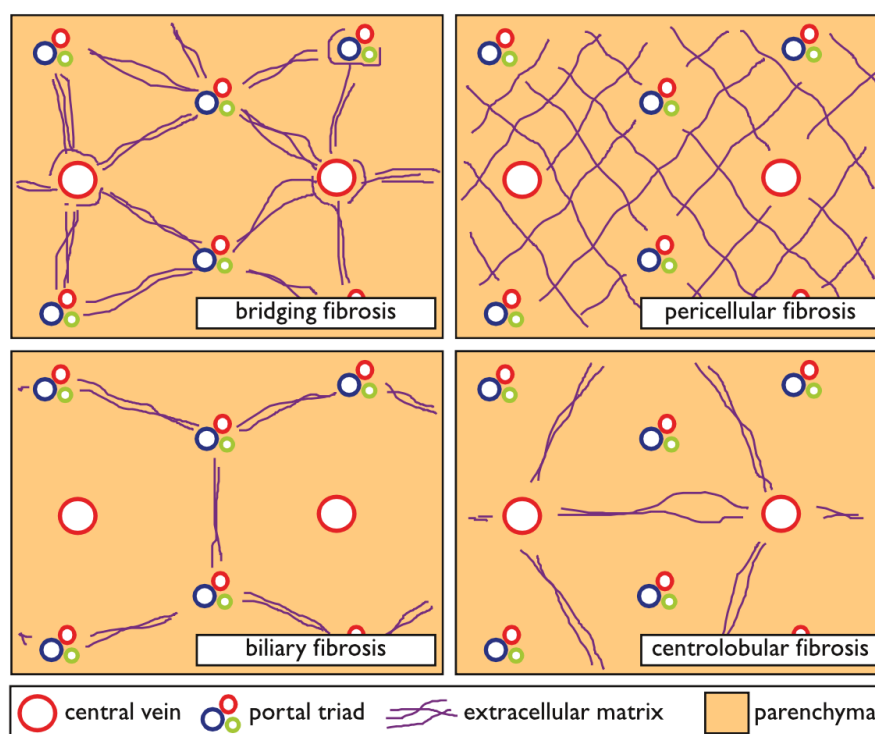 bridging fibrosis
pericellular fibrosis
biliary fibrosis
centrolobular fibrosis
central vein portal triad extracellular matrix parenchyma